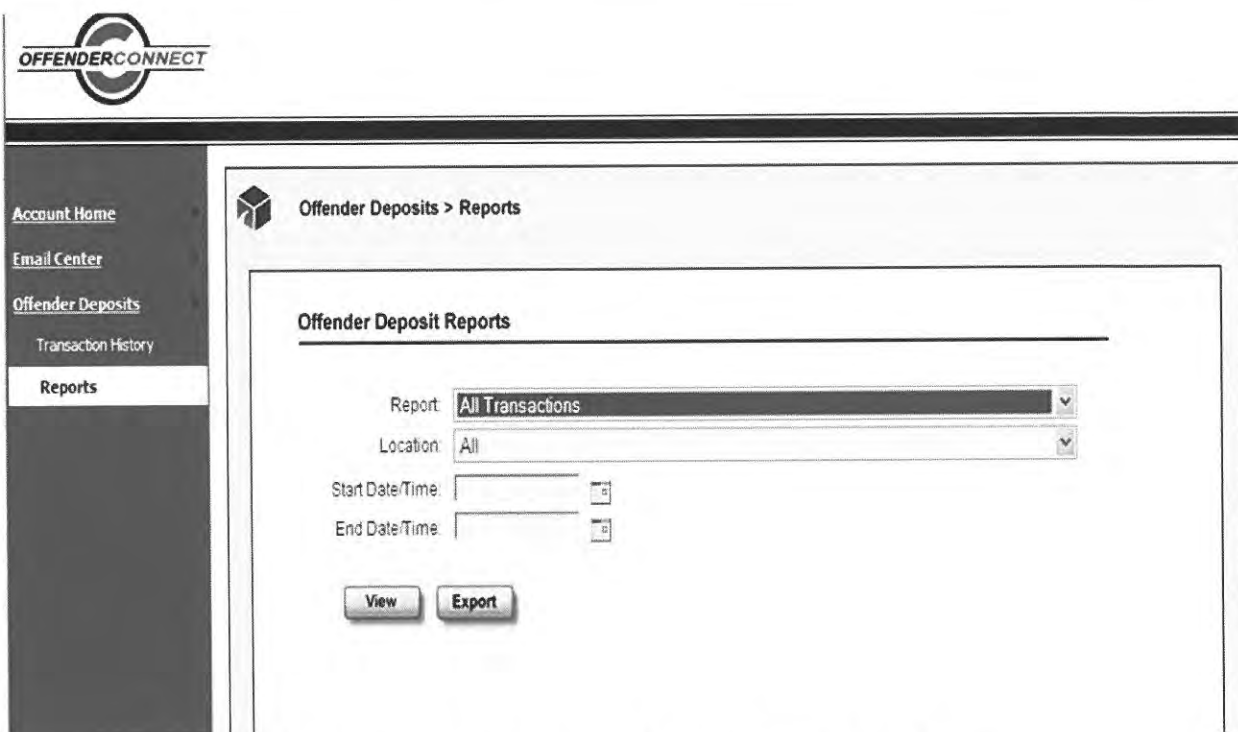 OFFENDERCONNECT
Account Home
Email Center
Offender Deposits
Transaction History
Reports
Offender Deposits > Reports
Offender Deposit Reports
Report: All Transactions
Location: All
Start Date/Time:
End Date/Time:
View Export